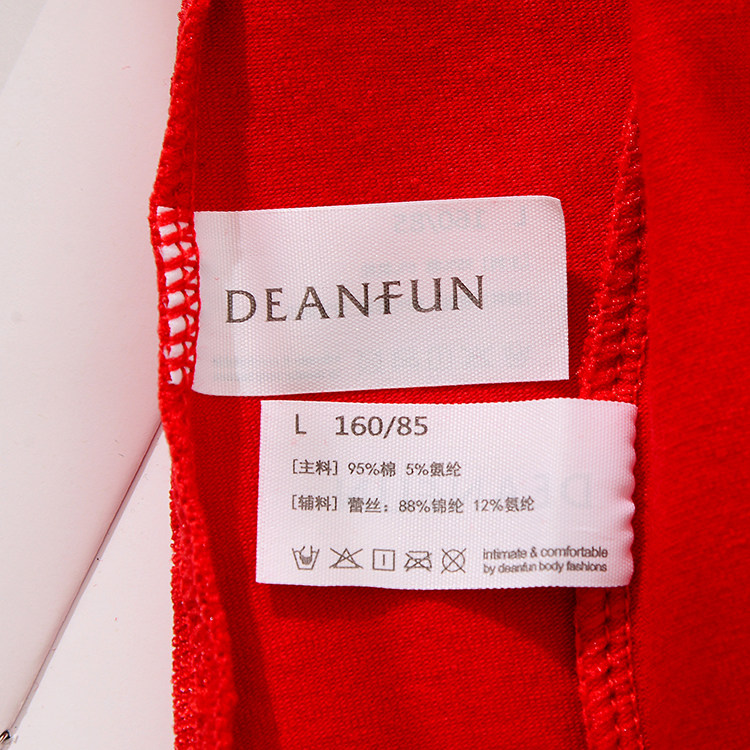 DEANFUN
L 160/85
[主料] 95%棉 5%氨纶
[辅料] 蕾丝: 88%锦纶 12%氨纶
intimate & comfortable
by deanfun body fashions